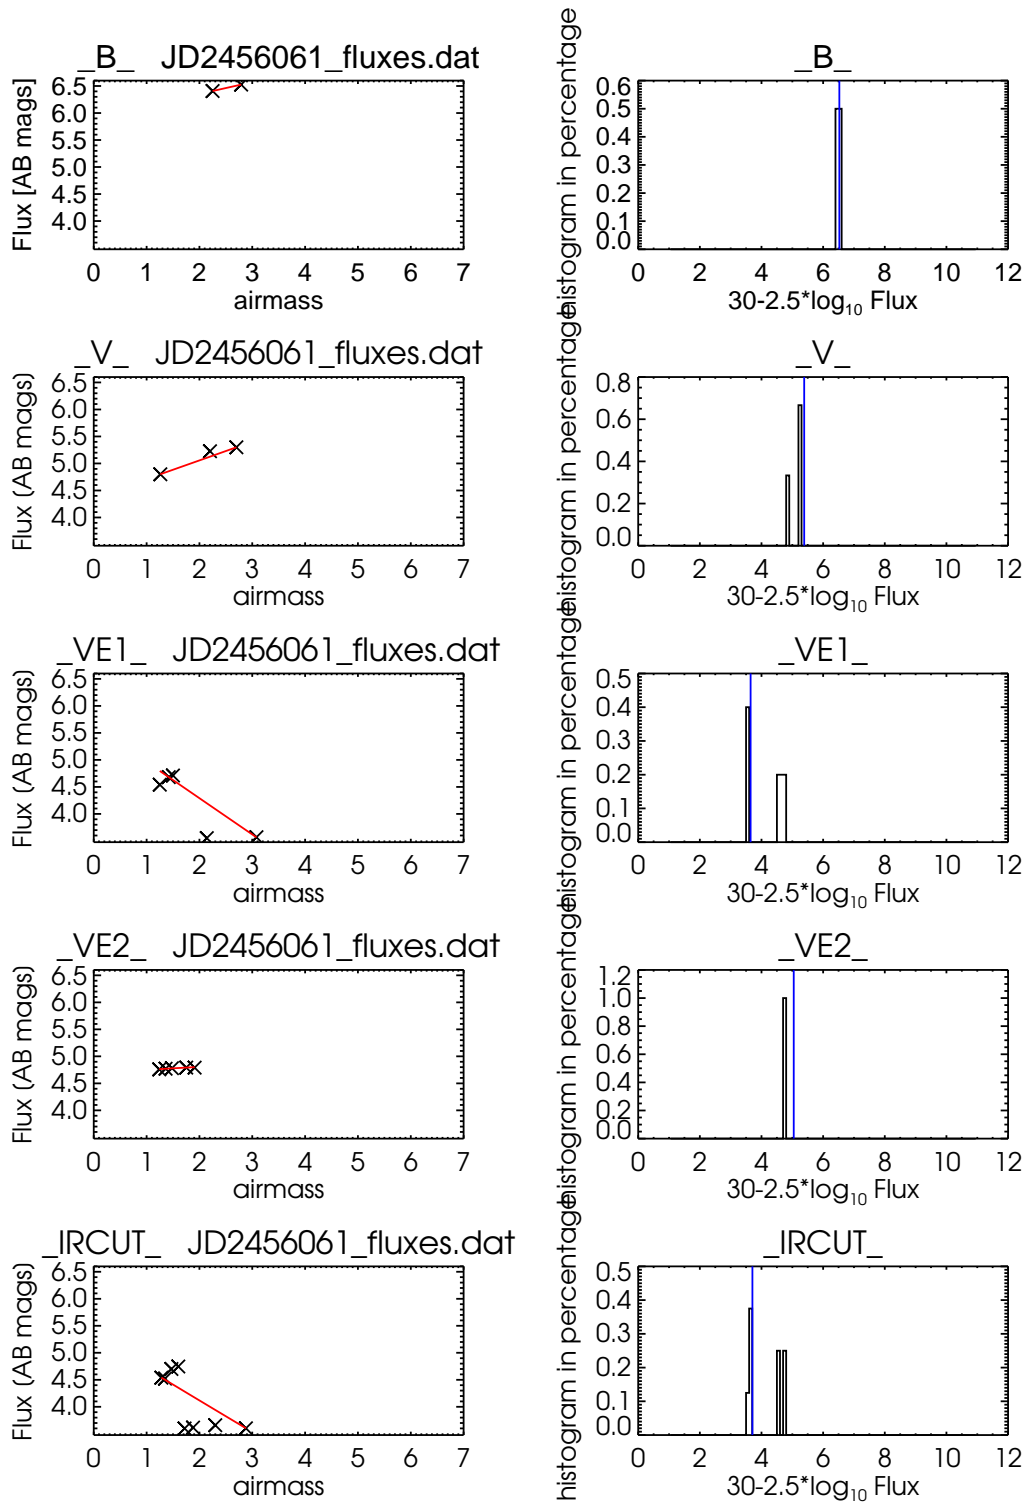 _B_ JD2456061_fluxes.dat
Flux [AB mags]
6.5
6.0
5.5
5.0
4.5
4.0
0 1 2 3 4 5 6 7
airmass
_B_
histogram in percentage
0.6
0.5
0.4
0.3
0.2
0.1
0.0
0 2 4 6 8 10 12
30-2.5*log10 Flux
_V_ JD2456061_fluxes.dat
Flux (AB mags)
6.5
6.0
5.5
5.0
4.5
4.0
0 1 2 3 4 5 6 7
airmass
_V_
histogram in percentage
0.8
0.6
0.4
0.2
0.0
0 2 4 6 8 10 12
30-2.5*log10 Flux
_VE1_ JD2456061_fluxes.dat
Flux (AB mags)
6.5
6.0
5.5
5.0
4.5
4.0
0 1 2 3 4 5 6 7
airmass
_VE1_
histogram in percentage
0.5
0.4
0.3
0.2
0.1
0.0
0 2 4 6 8 10 12
30-2.5*log10 Flux
_VE2_ JD2456061_fluxes.dat
Flux (AB mags)
6.5
6.0
5.5
5.0
4.5
4.0
0 1 2 3 4 5 6 7
airmass
_VE2_
histogram in percentage
1.2
1.0
0.8
0.6
0.4
0.2
0.0
0 2 4 6 8 10 12
30-2.5*log10 Flux
_IRCUT_ JD2456061_fluxes.dat
Flux (AB mags)
6.5
6.0
5.5
5.0
4.5
4.0
0 1 2 3 4 5 6 7
airmass
_IRCUT_
histogram in percentage
0.5
0.4
0.3
0.2
0.1
0.0
0 2 4 6 8 10 12
30-2.5*log10 Flux